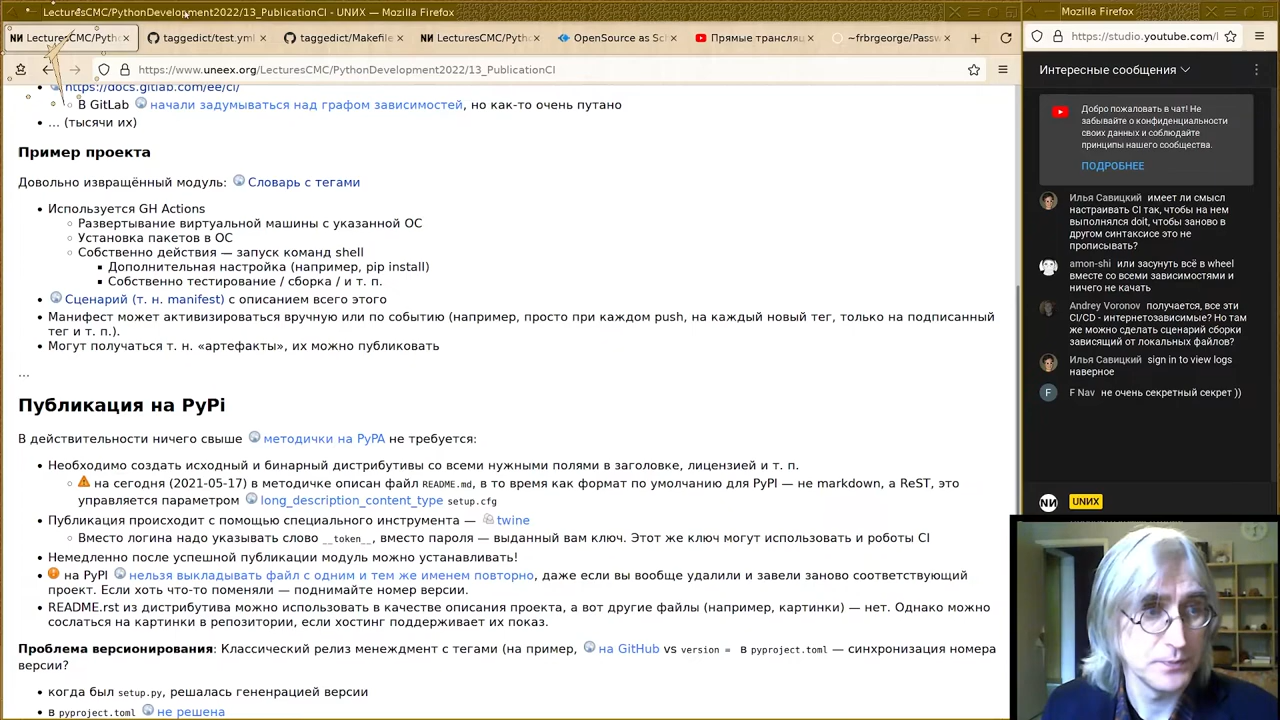 LecturesCMC/PythonDevelopment2022/13_PublicationCI - UNИX — Mozilla Firefox
LecturesCMC/Pytho
taggedict/test.yml
taggedict/Makefile
LecturesCMC/Pytho
OpenSource as Sci
Прямые трансляц
~frbrgeorge/Passw
https://www.uneex.org/LecturesCMC/PythonDevelopment2022/13_PublicationCI
https://docs.gitlab.com/ee/ci/
В GitLab начали задумываться над графом зависимостей, но как-то очень путано
... (тысячи их)
Пример проекта
Довольно извращённый модуль: Словарь с тегами
Используется GH Actions
Развертывание виртуальной машины с указанной ОС
Установка пакетов в ОС
Собственно действия — запуск команд shell
Дополнительная настройка (например, pip install)
Собственно тестирование / сборка / и т. п.
Сценарий (т. н. manifest) с описанием всего этого
Манифест может активизироваться вручную или по событию (например, просто при каждом push, на каждый новый тег, только на подписанный
тег и т. п.).
Могут получаться т. н. «артефакты», их можно публиковать
...
Публикация на PyPi
В действительности ничего свыше методички на PyPA не требуется:
Необходимо создать исходный и бинарный дистрибутивы со всеми нужными полями в заголовке, лицензией и т. п.
на сегодня (2021-05-17) в методичке описан файл README.md, в то время как формат по умолчанию для PyPI — не markdown, а ReST, это
управляется параметром long_description_content_type setup.cfg
Публикация происходит с помощью специального инструмента — twine
Вместо логина надо указывать слово __token__, вместо пароля — выданный вам ключ. Этот же ключ могут использовать и роботы CI
Немедленно после успешной публикации модуль можно устанавливать!
на PyPI нельзя выкладывать файл с одним и тем же именем повторно, даже если вы вообще удалили и завели заново соответствующий
проект. Если хоть что-то поменяли — поднимайте номер версии.
README.rst из дистрибутива можно использовать в качестве описания проекта, а вот другие файлы (например, картинки) — нет. Однако можно
сослаться на картинки в репозитории, если хостинг поддерживает их показ.
Проблема версионирования: Классический релиз менеждмент с тегами (на пример, на GitHub vs version = в pyproject.toml — синхронизация номера
версии?
когда был setup.py, решалась гененрацией версии
в pyproject.toml не решена
Mozilla Firefox
https://studio.youtube.com/l
Интересные сообщения
Добро пожаловать в чат! Не
забывайте о конфиденциальности
своих данных и соблюдайте
принципы нашего сообщества.
ПОДРОБНЕЕ
Илья Савицкий имеет ли смысл
настраивать CI так, чтобы на нем
выполнялся doit, чтобы заново в
другом синтаксисе это не
прописывать?
amon-shi или засунуть всё в wheel
вместе со всеми зависимостями и
ничего не качать
Andrey Voronov получается, все эти
CI/CD - интернетозависимые? Но там
же можно сделать сценарий сборки
зависящий от локальных файлов?
Илья Савицкий sign in to view logs
наверное
F Nav не очень секретный секрет ))
UNИX